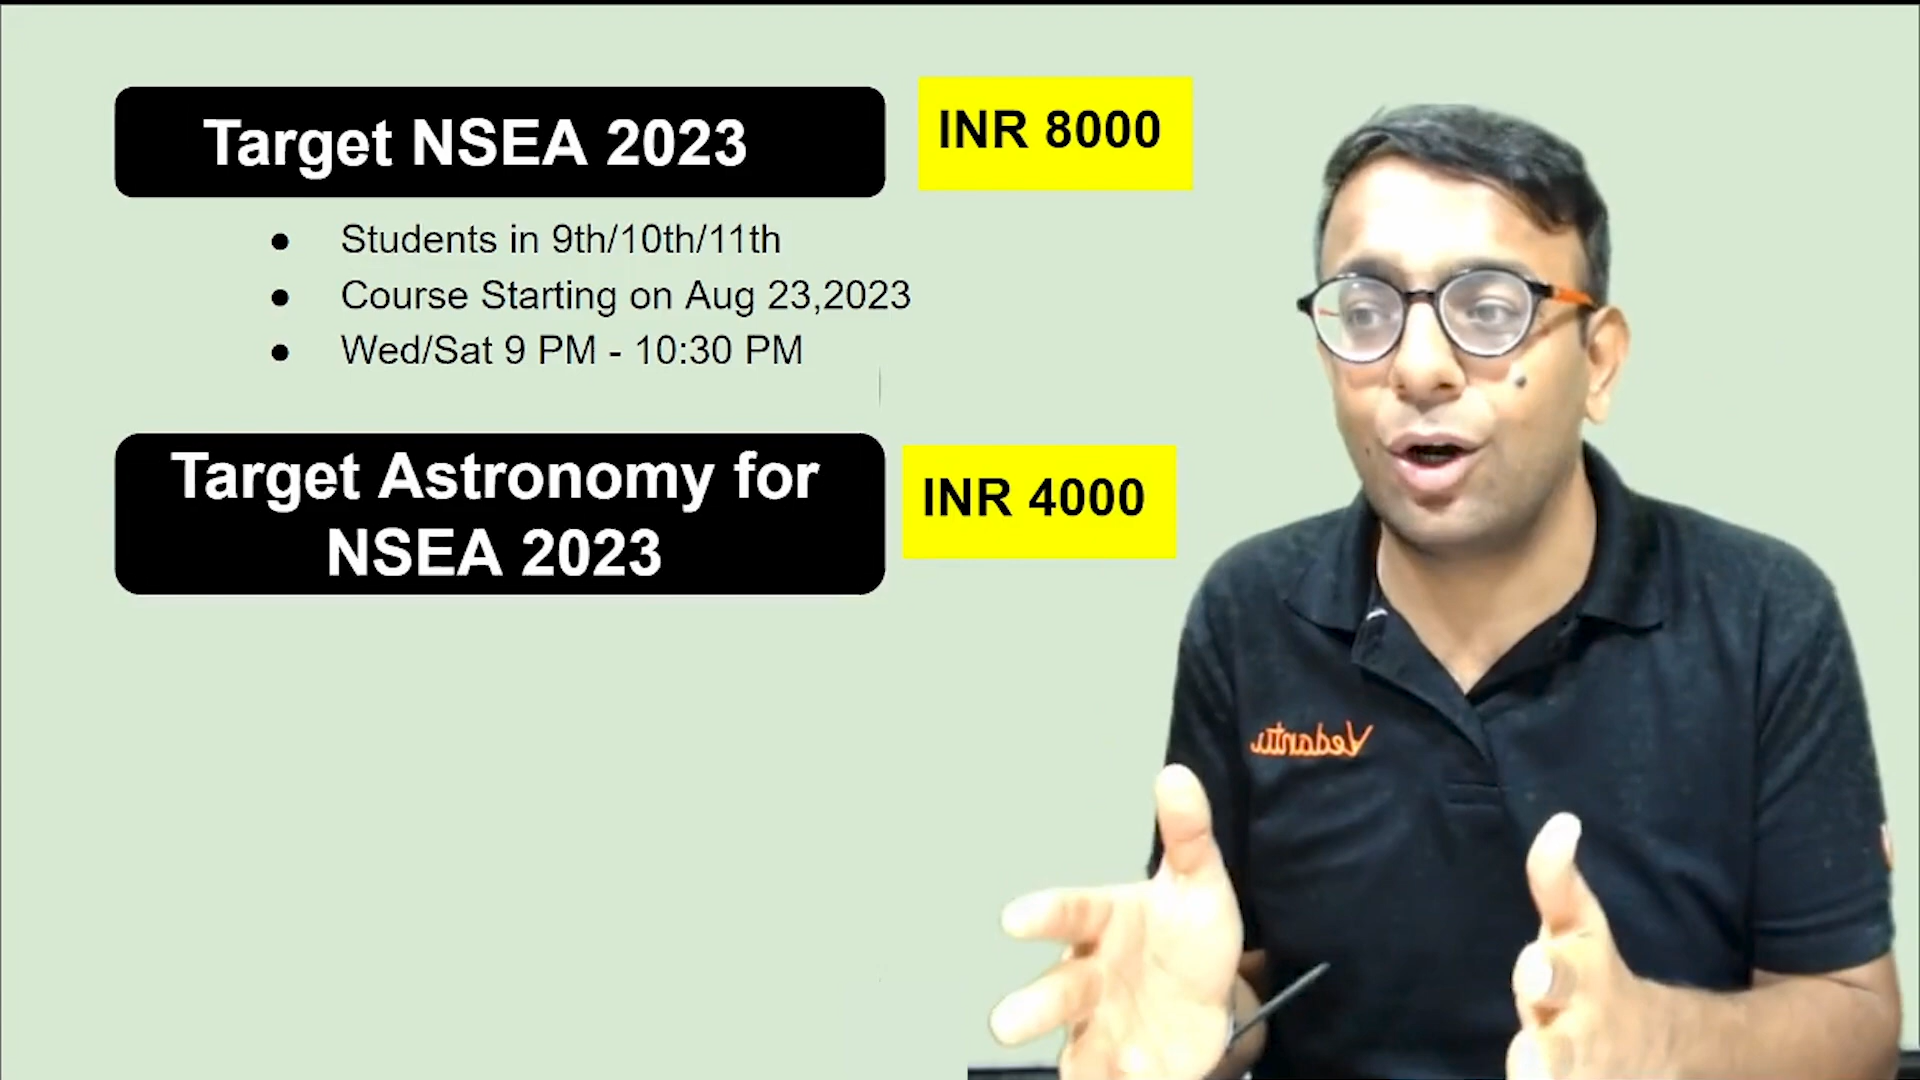 Target NSEA 2023
INR 8000
● Students in 9th/10th/11th
● Course Starting on Aug 23,2023
● Wed/Sat 9 PM - 10:30 PM
Target Astronomy for
NSEA 2023
INR 4000
Vedantu